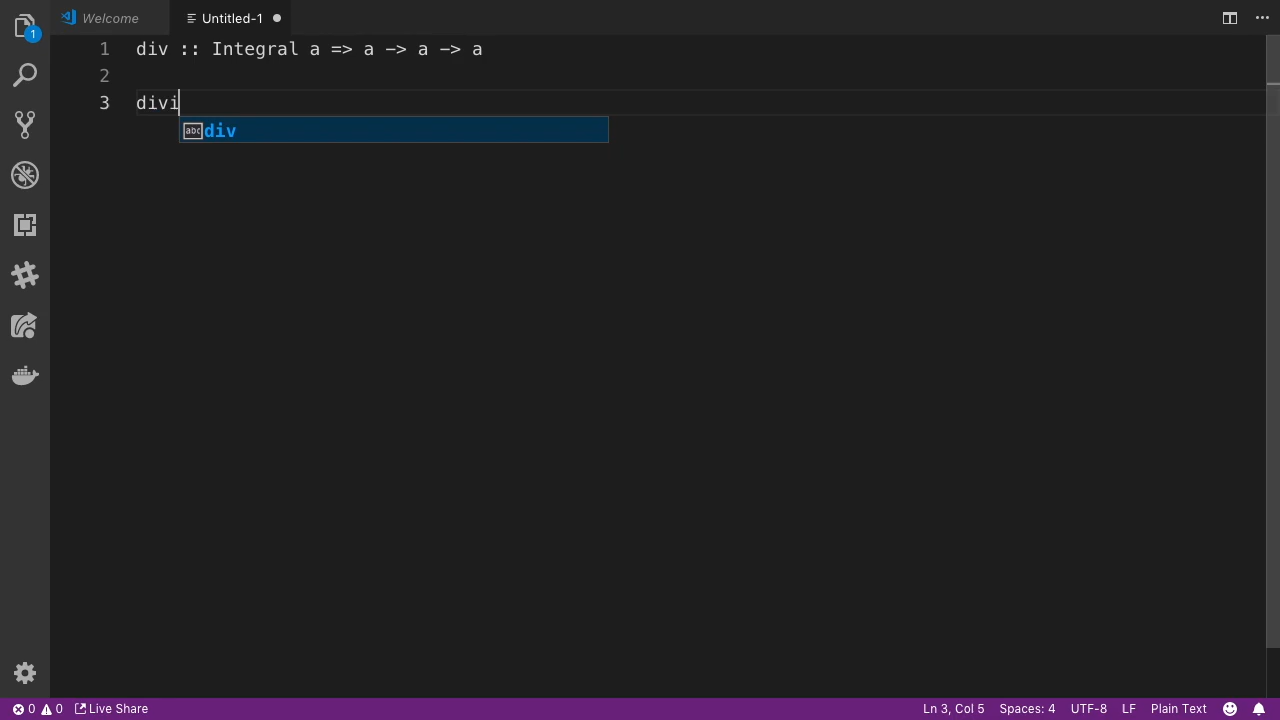 1
Welcome
Untitled-1
1 div :: Integral a => a -> a -> a
2
3 divi
abc div
0 0 Live Share
Ln 3, Col 5 Spaces: 4 UTF-8 LF Plain Text